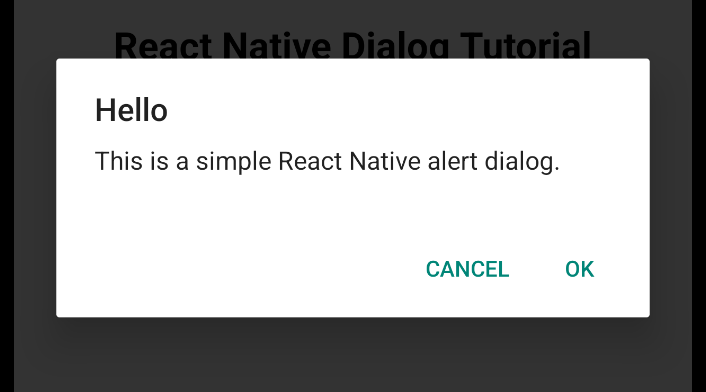 React Native Dialog Tutorial
Hello
This is a simple React Native alert dialog.
CANCEL OK